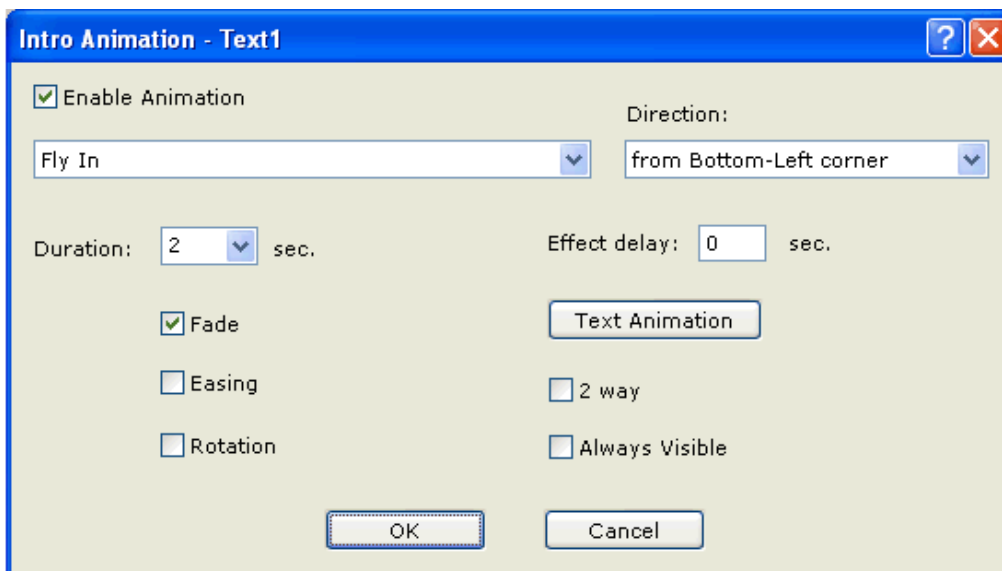 Intro Animation - Text1
Enable Animation
Direction:
Fly In
from Bottom-Left corner
Duration: 2 sec.
Effect delay: 0 sec.
Fade
Text Animation
Easing
2 way
Rotation
Always Visible
OK
Cancel